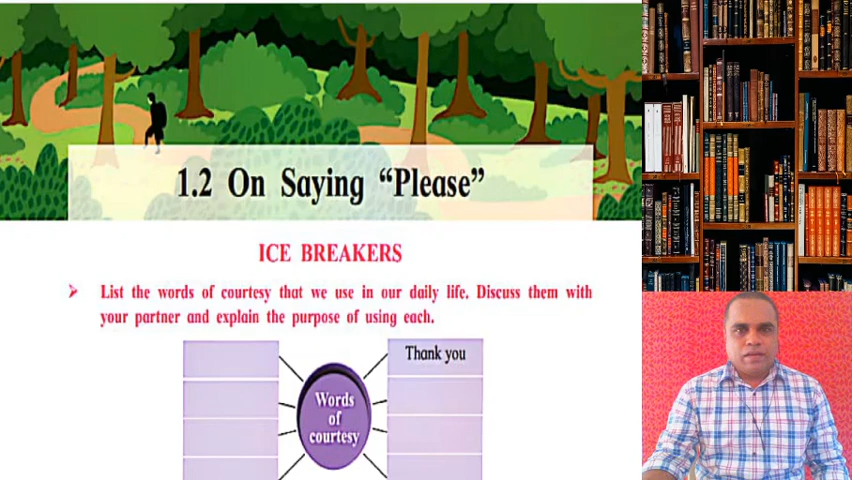 1.2 On Saying “Please”
ICE BREAKERS
➤ List the words of courtesy that we use in our daily life. Discuss them with
your partner and explain the purpose of using each.
Thank you
Words
of
courtesy